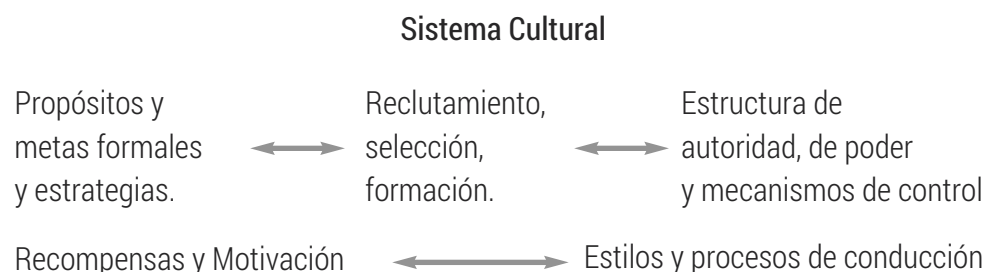 Sistema Cultural
Propósitos y
metas formales
y estrategias.
Reclutamiento,
selección,
formación.
Estructura de
autoridad, de poder
y mecanismos de control
Recompensas y Motivación
Estilos y procesos de conducción